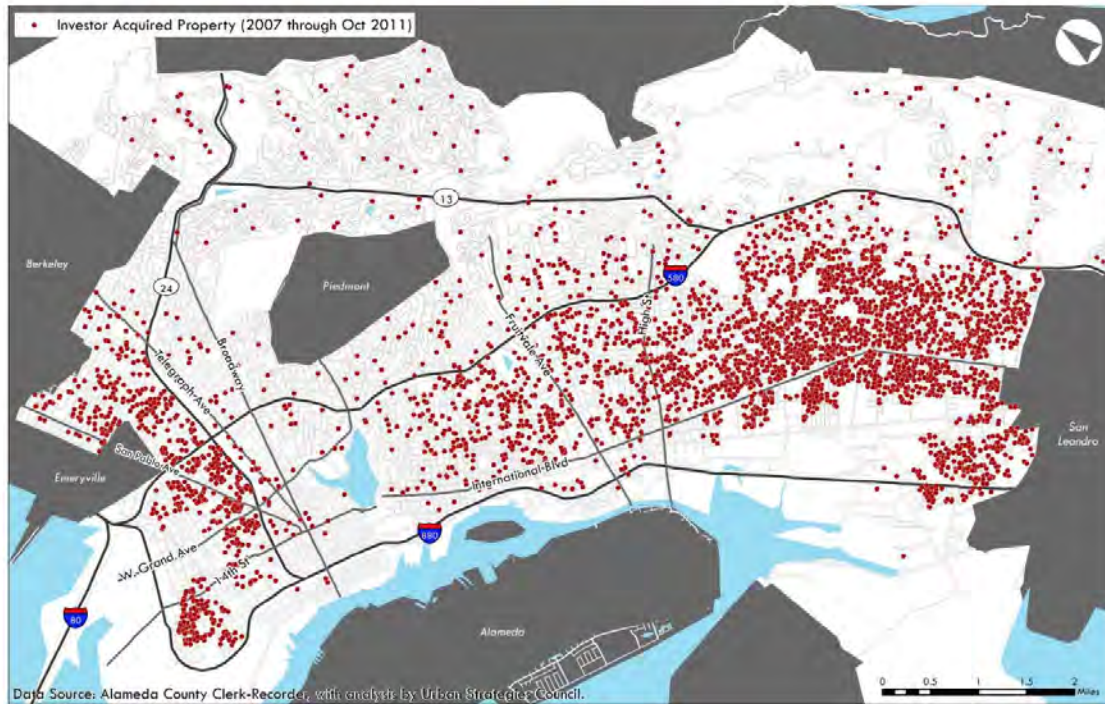 Investor Acquired Property (2007 through Oct 2011)
13
Berkeley
Piedmont
580
24
Broadway
High St
Fruitvale Ave
Telegraph Ave
San Pablo Ave
San
Leandro
Emeryville
International Blvd
880
W. Grand Ave
14th St
80
Alameda
Data Source: Alameda County Clerk-Recorder, with analysis by Urban Strategies Council.
0 0.5 1 1.5 2
Miles